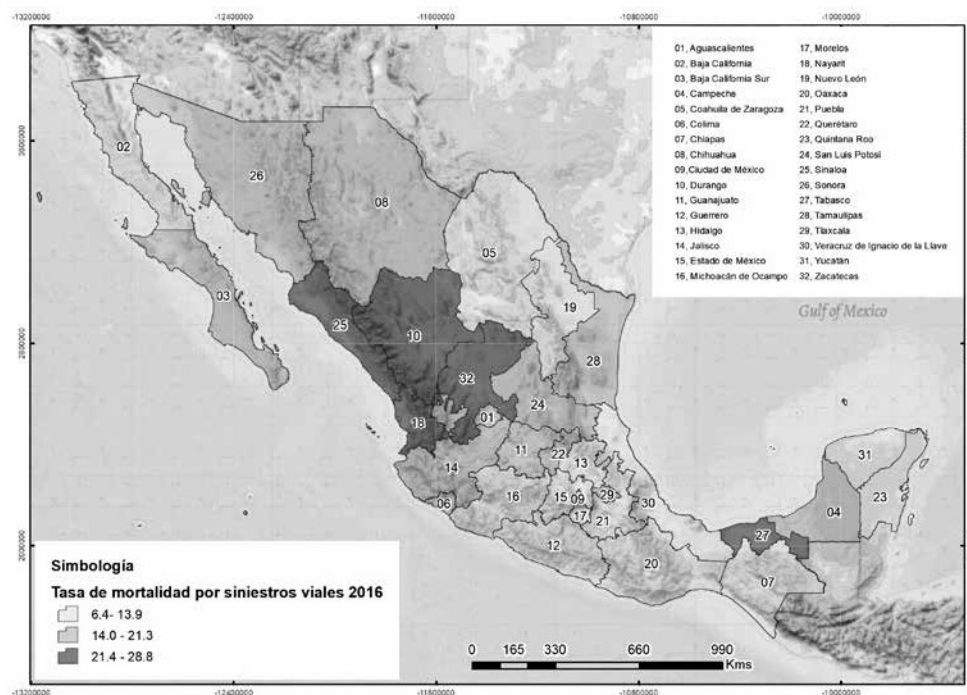 -13200000 -12400000 -11600000 -10800000 -10000000
01, Aguascalientes 17, Morelos
02, Baja California 18, Nayarit
03, Baja California Sur 19, Nuevo León
04, Campeche 20, Oaxaca
05, Coahuila de Zaragoza 21, Puebla
06, Colima 22, Querétaro
07, Chiapas 23, Quintana Roo
08, Chihuahua 24, San Luis Potosí
09, Ciudad de México 25, Sinaloa
10, Durango 26, Sonora
11, Guanajuato 27, Tabasco
12, Guerrero 28, Tamaulipas
13, Hidalgo 29, Tlaxcala
14, Jalisco 30, Veracruz de Ignacio de la Llave
15, Estado de México 31, Yucatán
16, Michoacán de Ocampo 32, Zacatecas
02
26
08
05
03
25
10
19
Gulf of Mexico
32
28
18
01
24
14
11
22
13
31
06
16
15
09
29
30
23
17
21
04
12
20
27
07
Simbología
Tasa de mortalidad por siniestros viales 2016
6.4- 13.9
14.0 - 21.3
21.4 - 28.8
0 165 330 660 990
Kms
-13200000 -12400000 -11600000 -10800000 -10000000